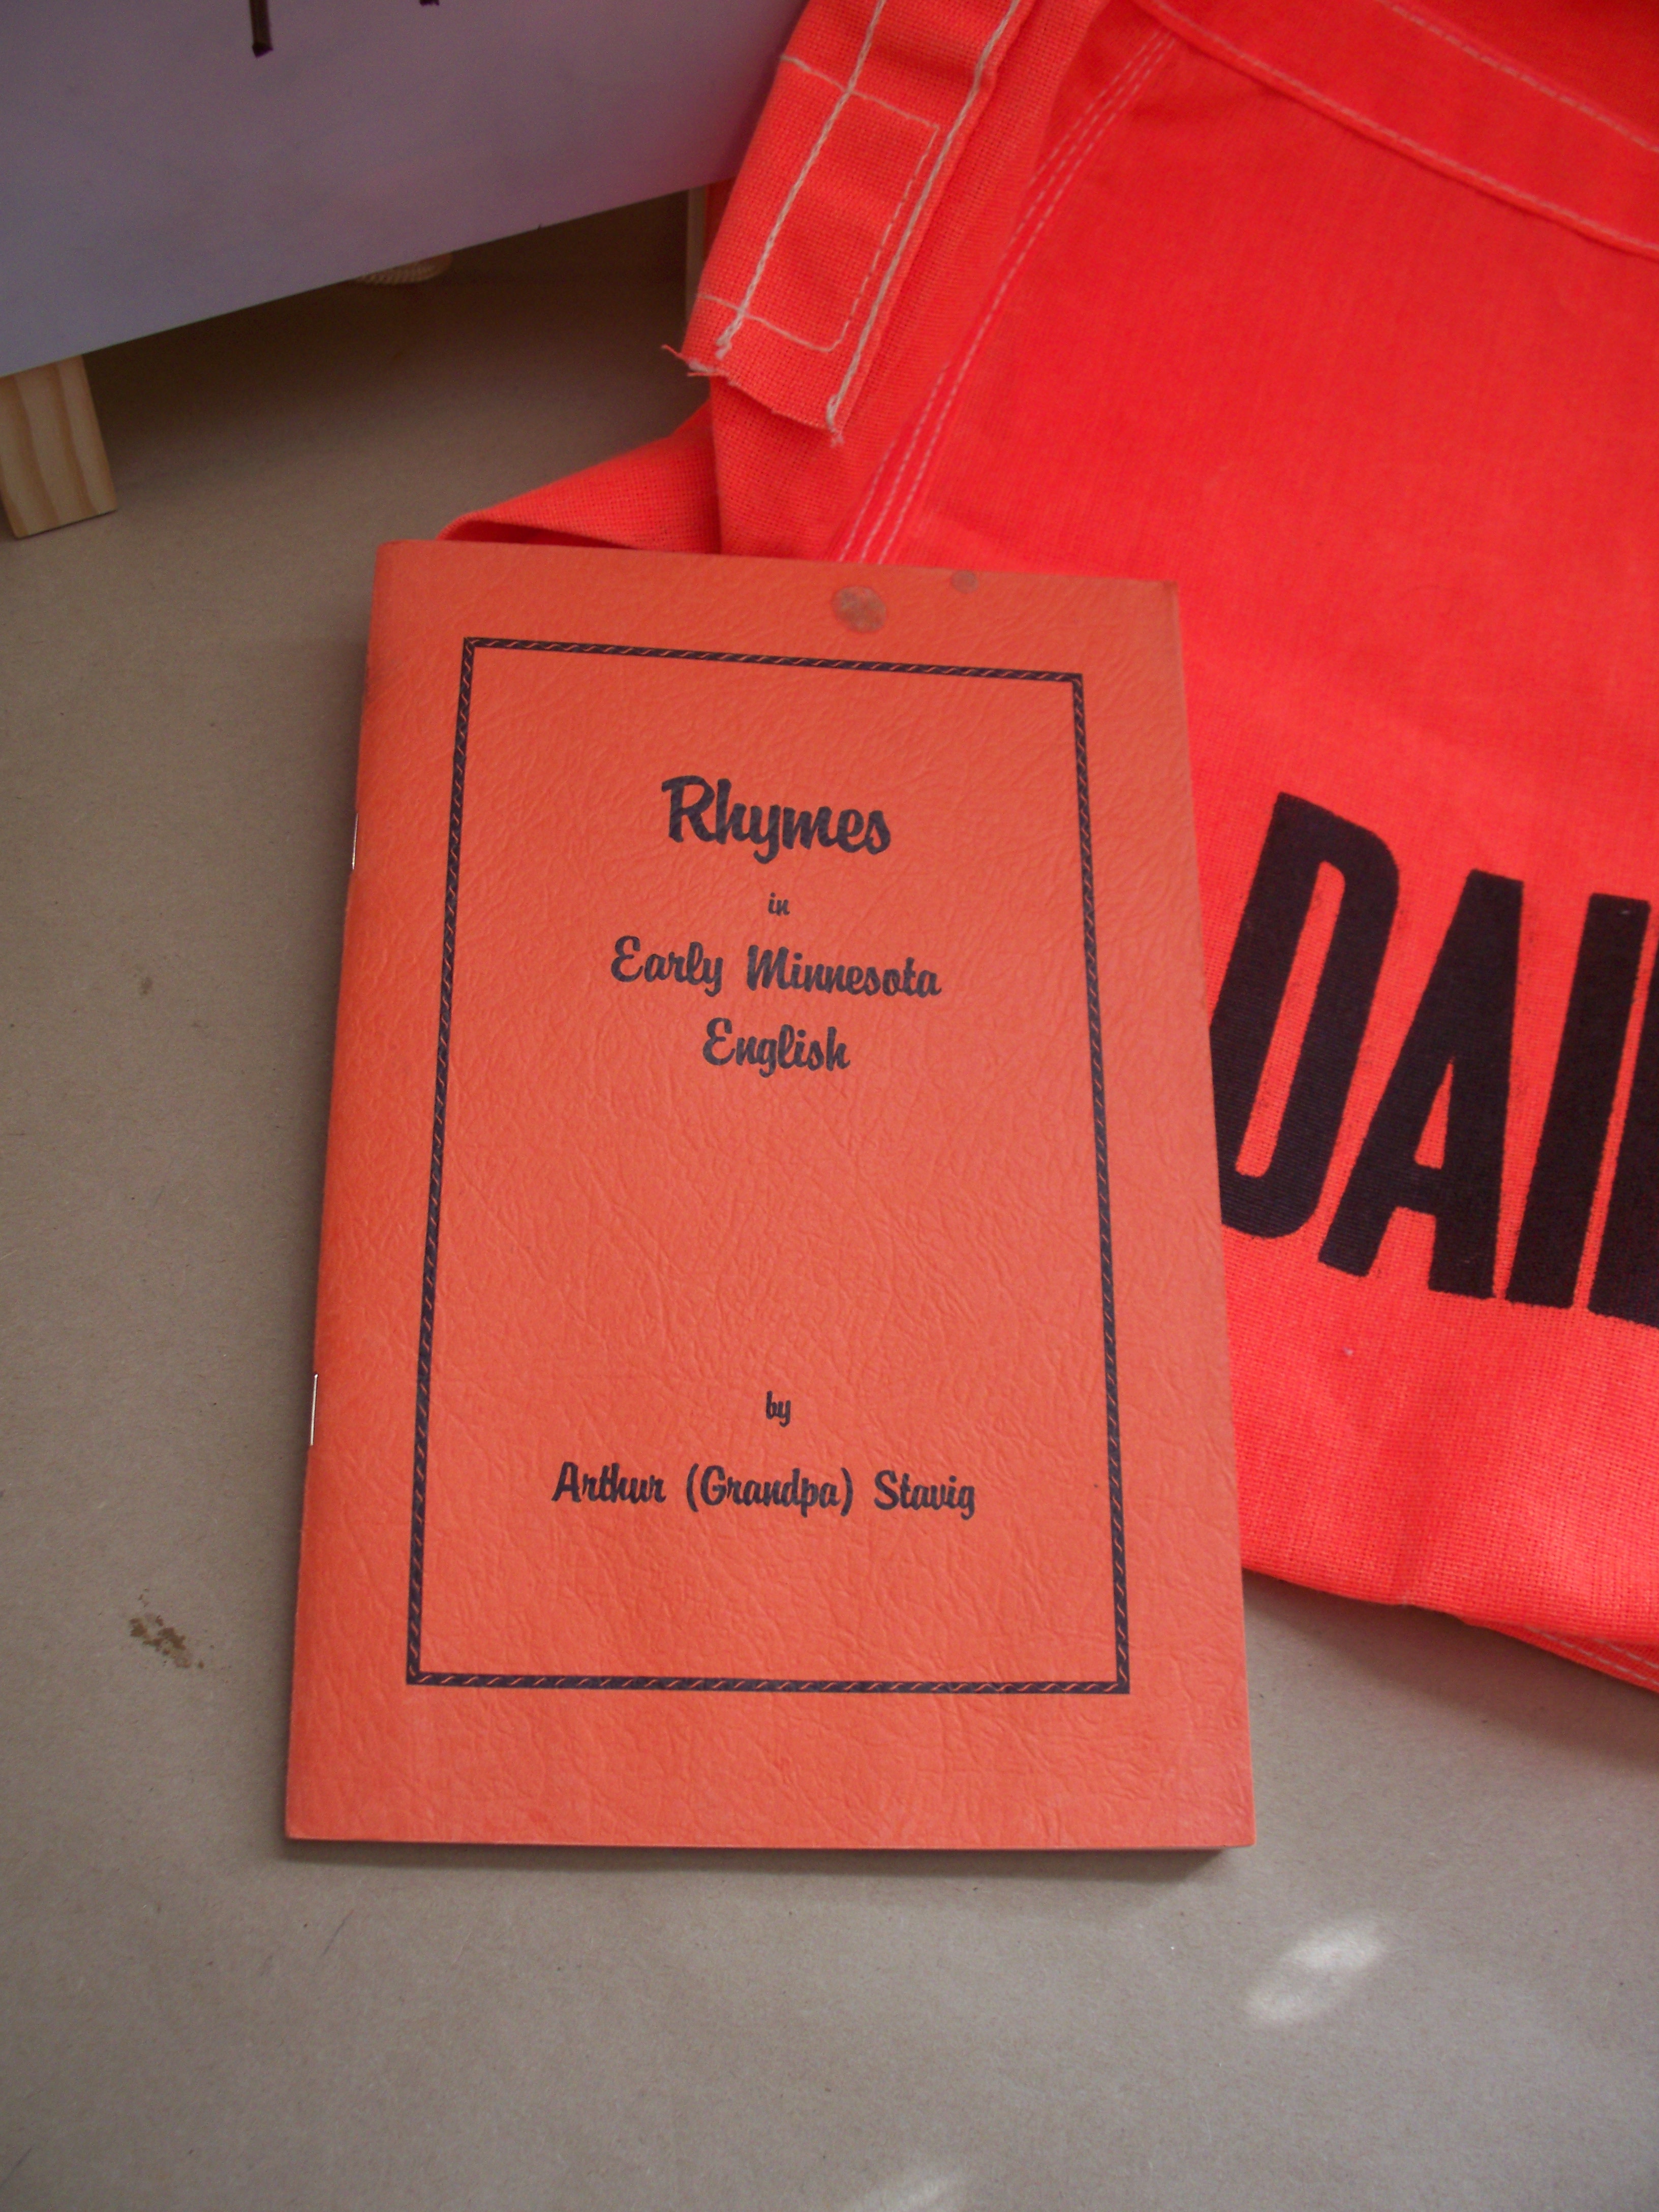 Rhymes
in
Early Minnesota
English
by
Arthur (Grandpa) Stavig
DAI